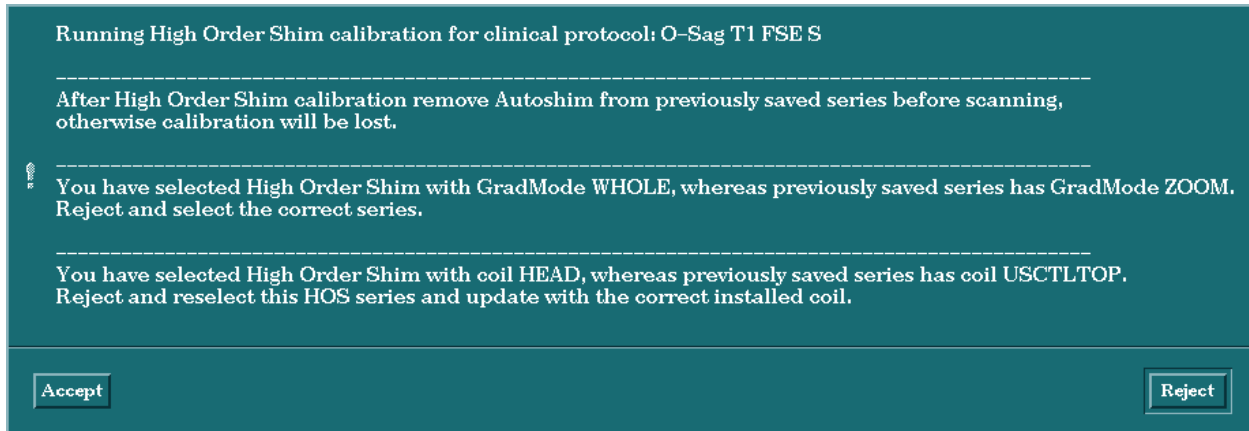 Running High Order Shim calibration for clinical protocol: O-Sag T1 FSE S
After High Order Shim calibration remove Autoshim from previously saved series before scanning,
otherwise calibration will be lost.
You have selected High Order Shim with GradMode WHOLE, whereas previously saved series has GradMode ZOOM.
Reject and select the correct series.
You have selected High Order Shim with coil HEAD, whereas previously saved series has coil USCTLTOP.
Reject and reselect this HOS series and update with the correct installed coil.
Accept
Reject